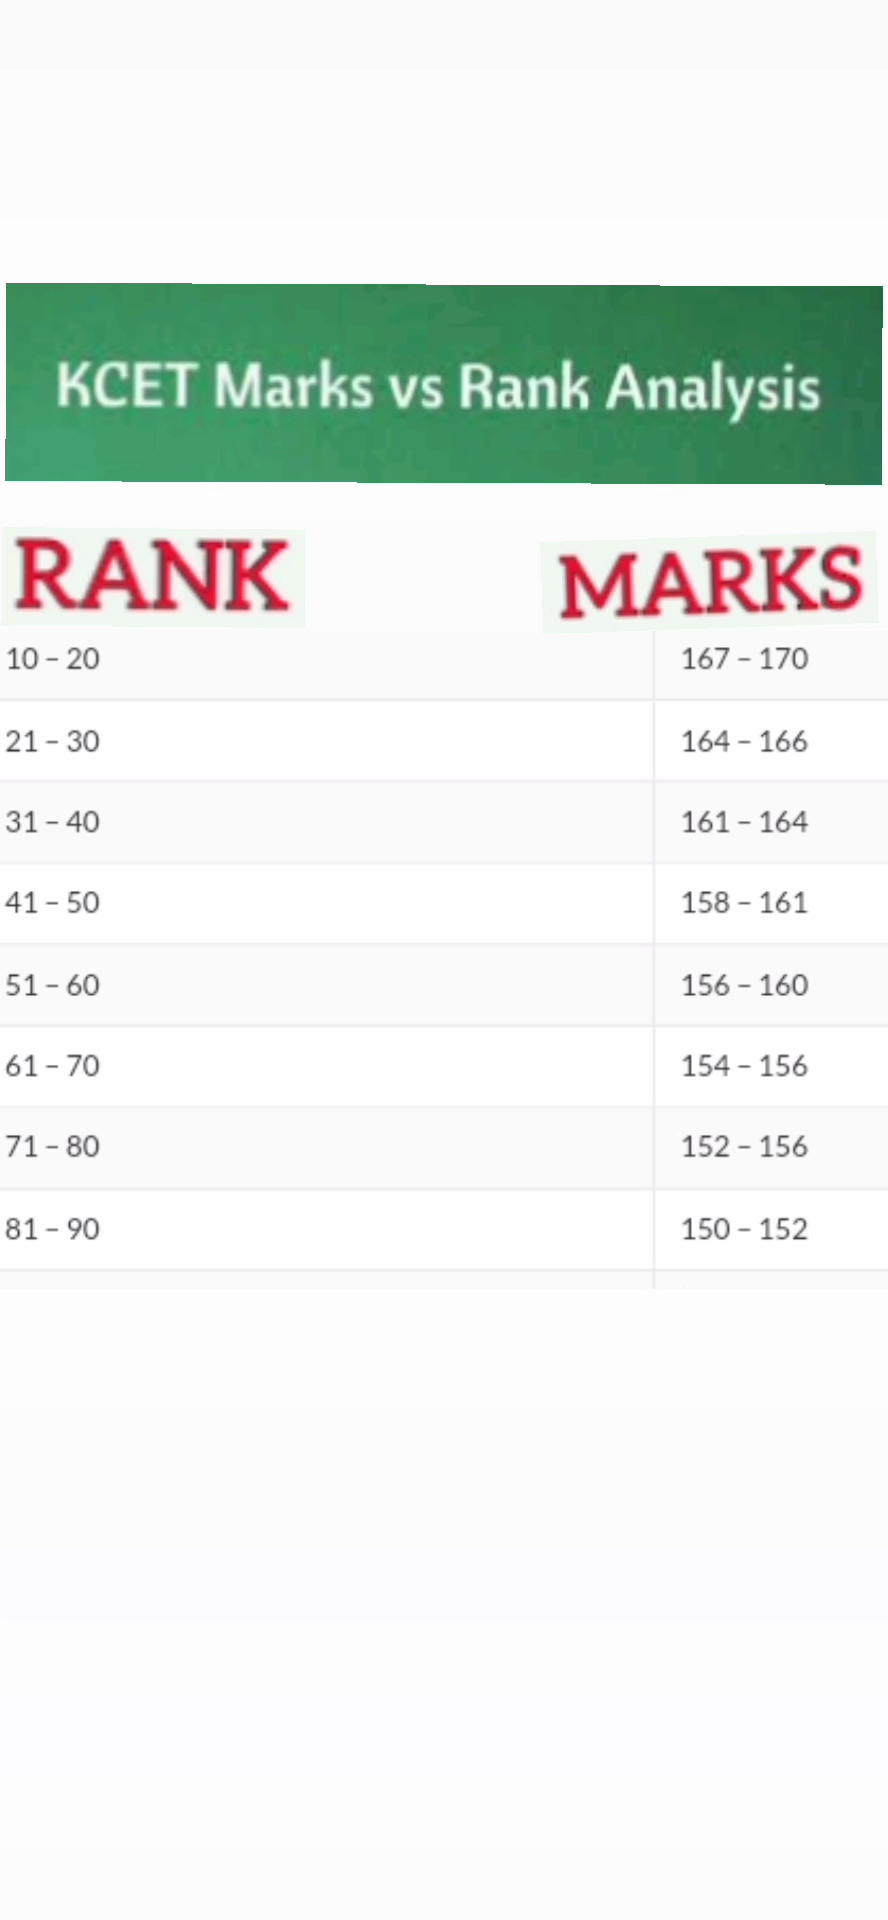 KCET Marks vs Rank Analysis
RANK MARKS
10 – 20 167 – 170
21 – 30 164 – 166
31 – 40 161 – 164
41 – 50 158 – 161
51 – 60 156 – 160
61 – 70 154 – 156
71 – 80 152 – 156
81 – 90 150 – 152